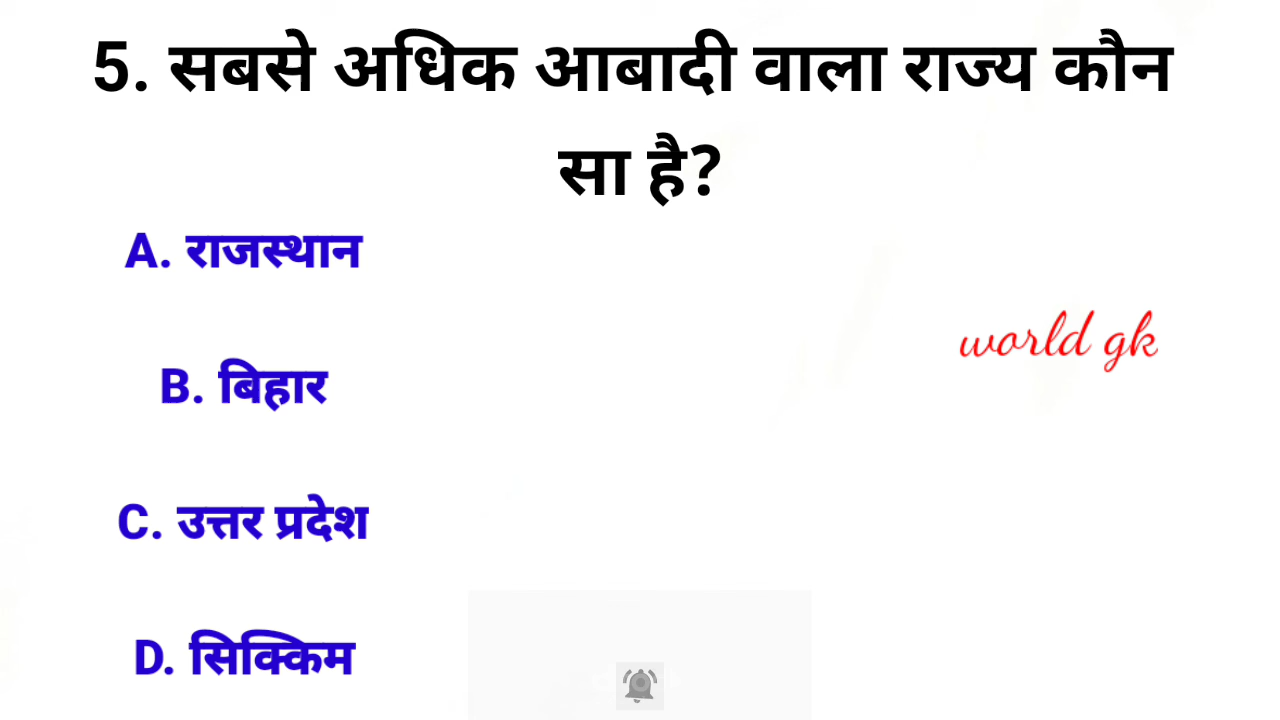 5. सबसे अधिक आबादी वाला राज्य कौन
सा है?
A. राजस्थान
world gk
B. बिहार
C. उत्तर प्रदेश
D. सिक्किम